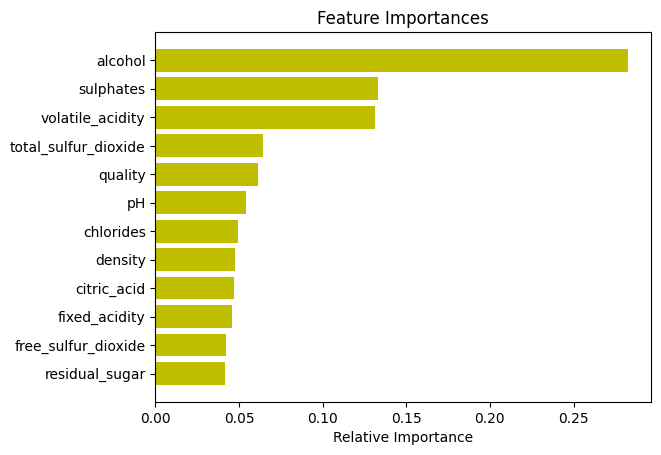 Feature Importances
alcohol
sulphates
volatile_acidity
total_sulfur_dioxide
quality
pH
chlorides
density
citric_acid
fixed_acidity
free_sulfur_dioxide
residual_sugar
0.00 0.05 0.10 0.15 0.20 0.25
Relative Importance